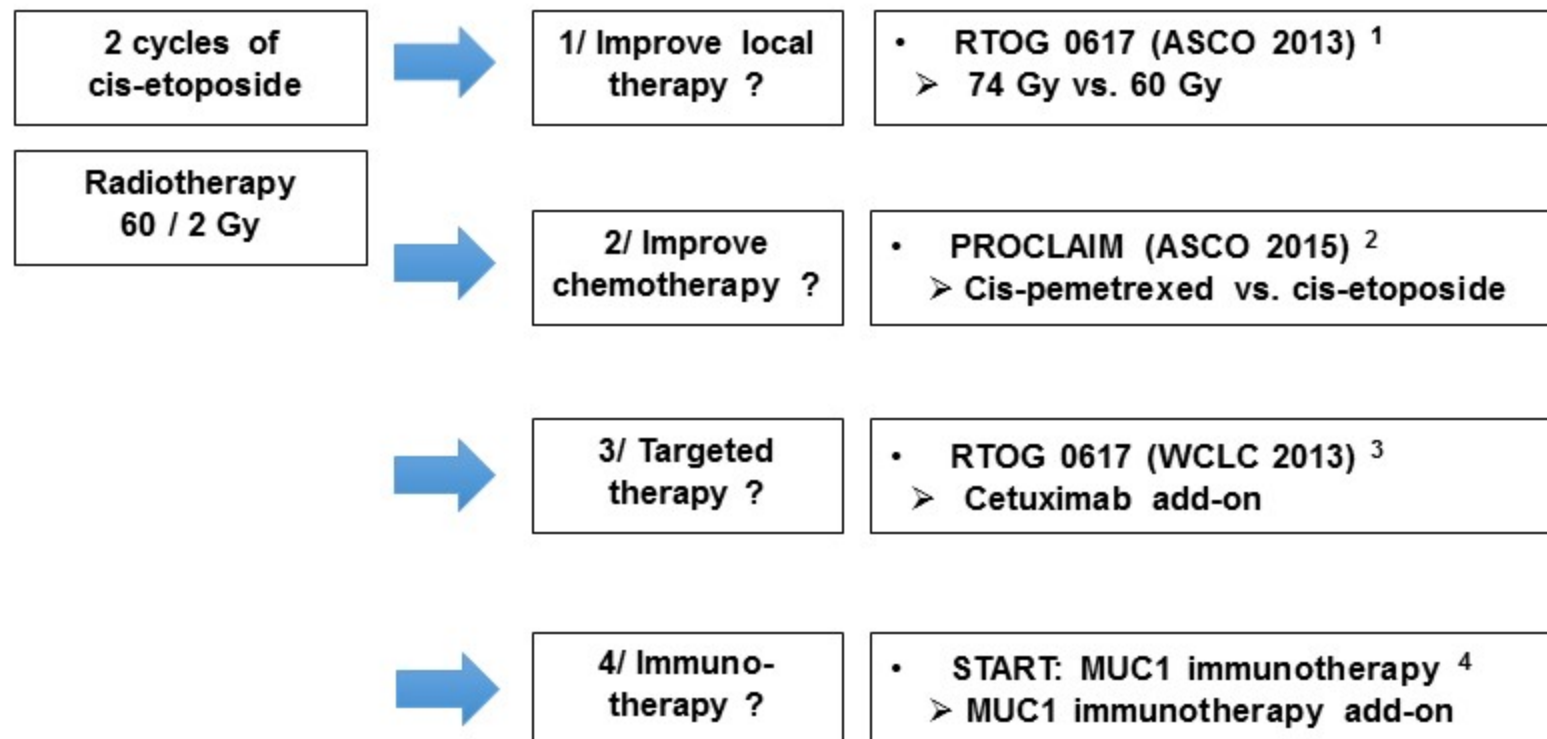 2 cycles of
cis-etoposide
Radiotherapy
60 / 2 Gy
1/ Improve local
therapy ?
• RTOG 0617 (ASCO 2013) 1
➢ 74 Gy vs. 60 Gy
2/ Improve
chemotherapy ?
• PROCLAIM (ASCO 2015) 2
➢ Cis-pemetrexed vs. cis-etoposide
3/ Targeted
therapy ?
• RTOG 0617 (WCLC 2013) 3
➢ Cetuximab add-on
4/ Immuno-
therapy ?
• START: MUC1 immunotherapy 4
➢ MUC1 immunotherapy add-on